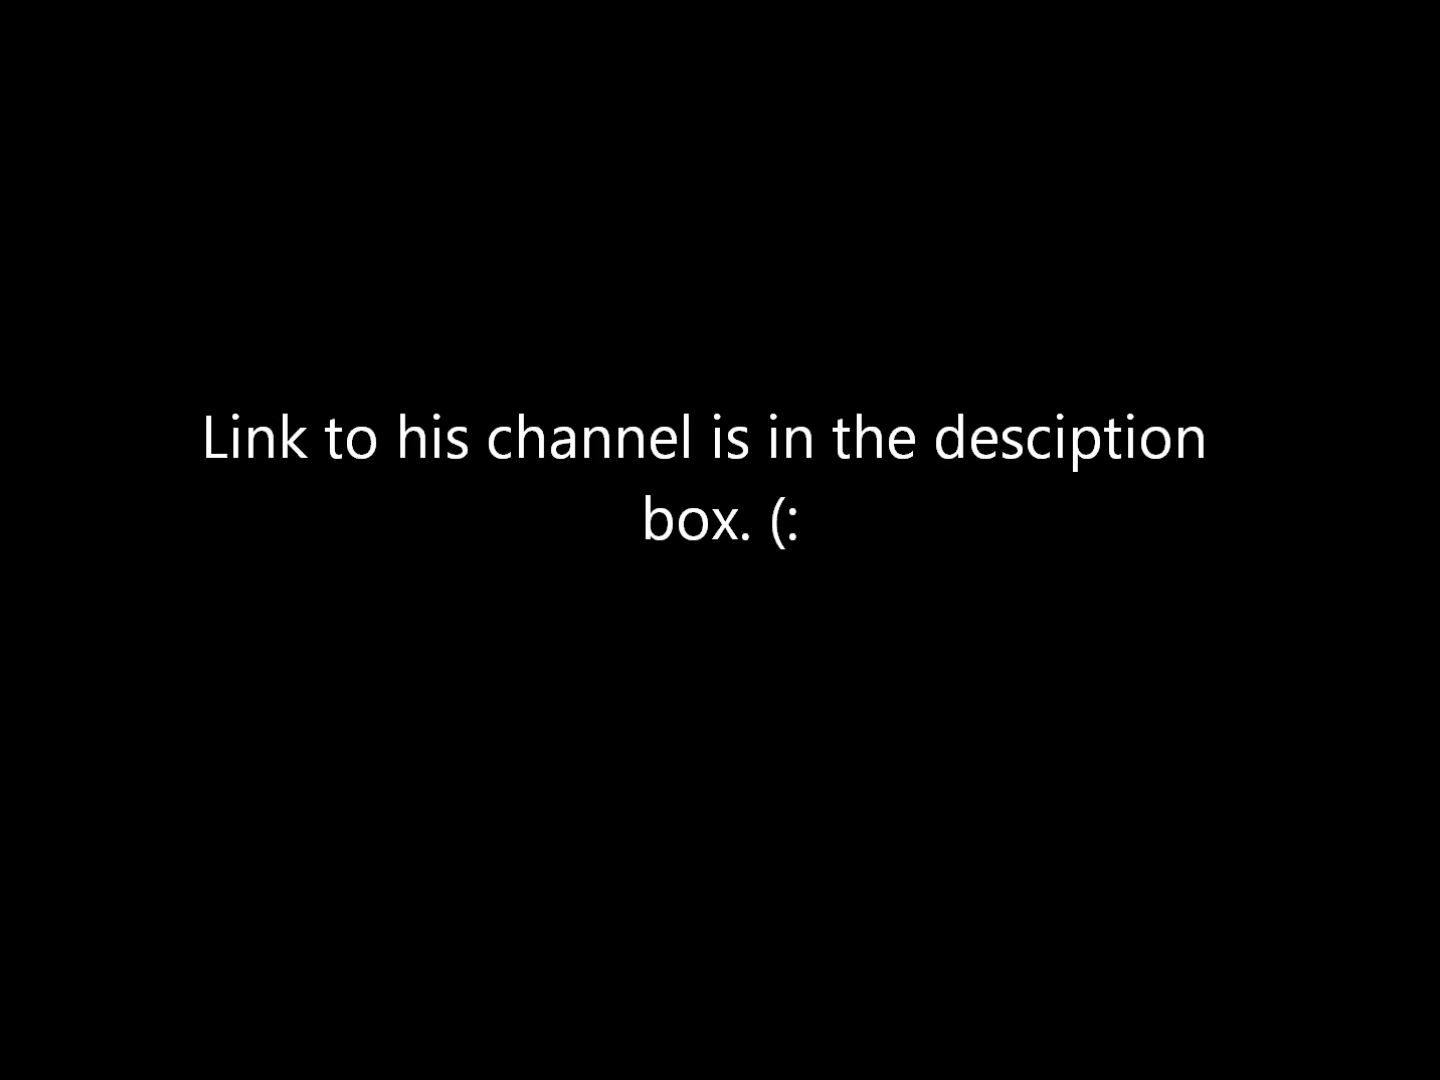 Link to his channel is in the desciption
box. (: